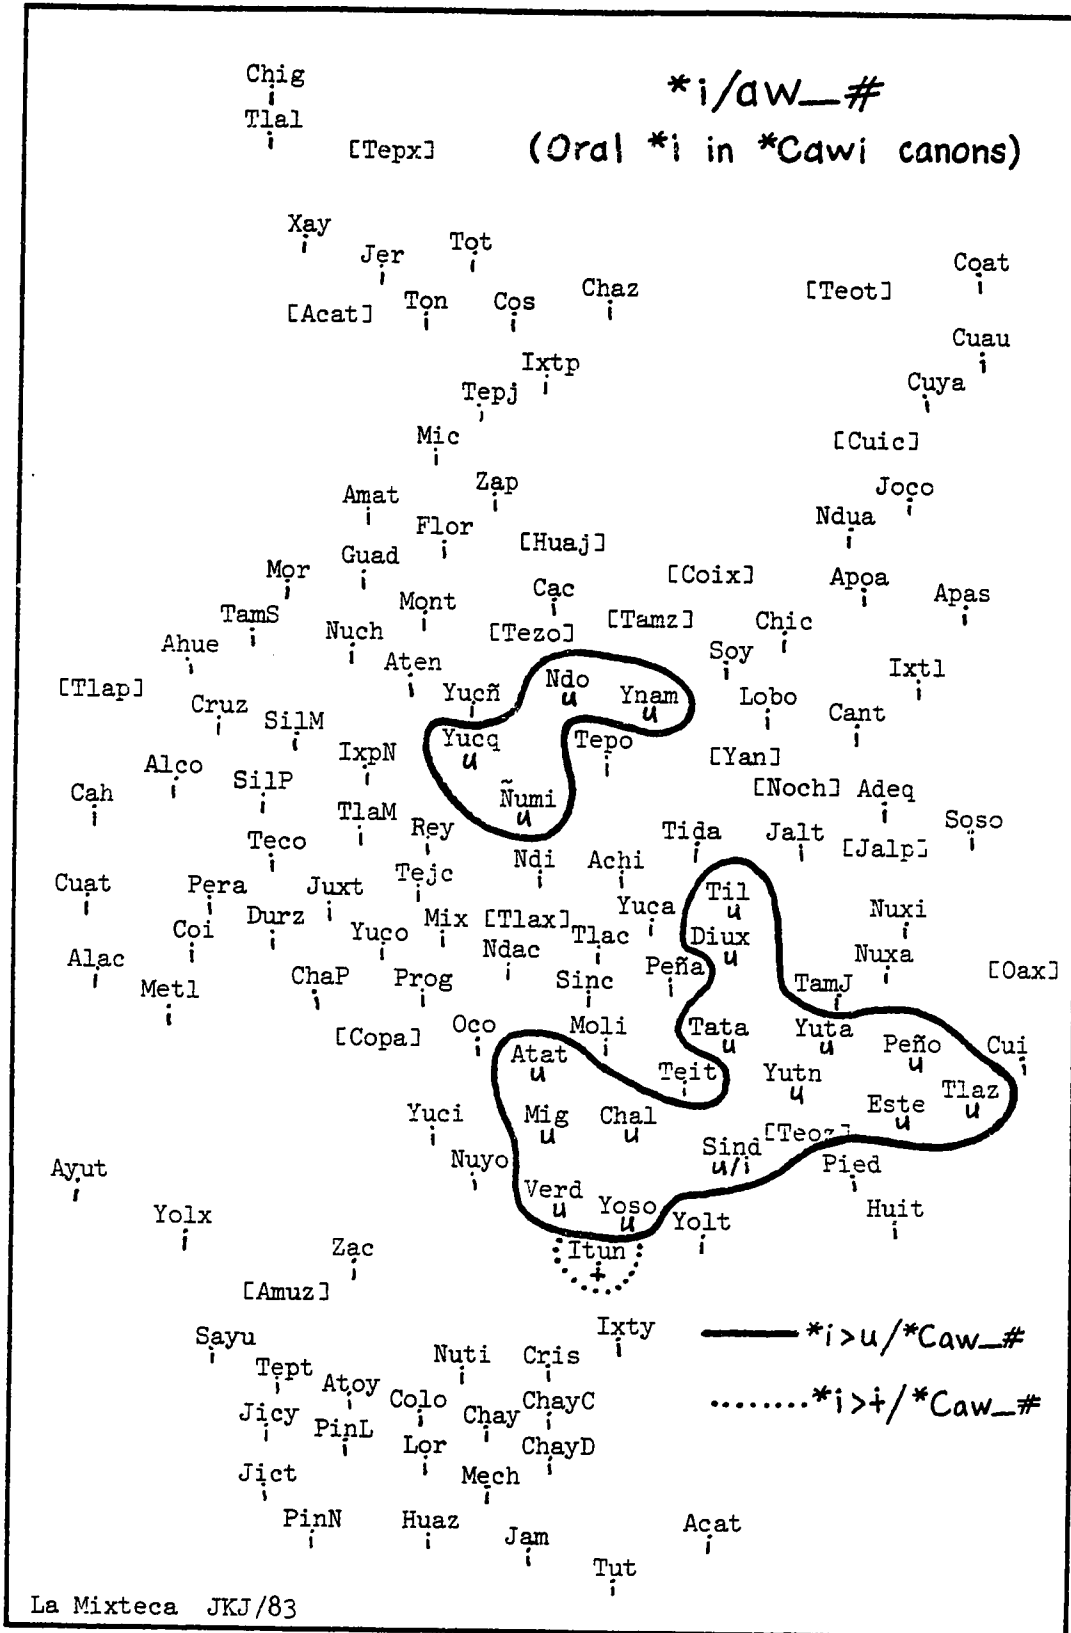 *i/aw_#
(Oral *i in *Cawi canons)
Chig
i
Tlal
i
[Tepx]
Xay
i
Jer
i
Tot
i
Coat
i
[Acat]
Ton
i
Cos
i
Chaz
i
[Teot]
Cuau
i
Ixtp
i
Tepj
i
Cuya
i
Mic
i
[Cuic]
Zap
i
Joco
i
Amat
i
Flor
i
Ndua
i
[Huaj]
Guad
i
Mor
i
[Coix]
Apoa
i
Apas
i
Cac
i
Mont
i
TamS
i
Nuch
i
[Tezo]
[Tamz]
Chic
i
Ahue
i
Soy
i
Aten
i
Ixtl
i
[Tlap]
Yucñ
i
Ndo
u
Ynam
u
Lobo
i
Cruz
i
SilM
i
Cant
i
Yucq
u
Tepo
i
IxpN
i
[Yan]
Alco
i
SilP
i
Cah
i
Ñumi
u
[Noch]
Adeq
i
TlaM
i
Rey
i
Teco
i
Tida
i
Jalt
i
[Jalp]
Soso
i
Ndi
i
Achi
i
Cuat
i
Pera
i
Juxt
i
Tejc
i
Til
u
Durz
i
Coi
i
Mix
i
[Tlax]
Yuca
i
Nuxi
i
Yuco
i
Tlac
i
Diux
u
Alac
i
Ndac
i
Peña
i
Nuxa
i
[Oax]
Metl
i
ChaP
i
Prog
i
Sinc
i
TamJ
i
[Copa]
Oco
i
Moli
i
Tata
u
Yuta
u
Peño
u
Cui
i
Atat
u
Teit
i
Yutn
u
Tlaz
u
Yuci
i
Mig
u
Chal
u
Este
u
[Teoz]
Sind
u/i
Ayut
i
Nuyo
i
Pied
i
Verd
u
Yoso
u
Yolx
i
Yolt
i
Huit
i
Zac
i
Itun
ɨ
[Amuz]
Sayu
i
Ixty
i
*i>u/*Caw_#
Tept
i
Nuti
i
Cris
i
Atoy
i
Colo
i
ChayC
i
*i>ɨ/*Caw_#
Jicy
i
PinL
i
Chay
i
Lor
i
ChayD
i
Jict
i
Mech
i
PinN
i
Huaz
i
Jam
i
Acat
i
Tut
i
La Mixteca JKJ/83